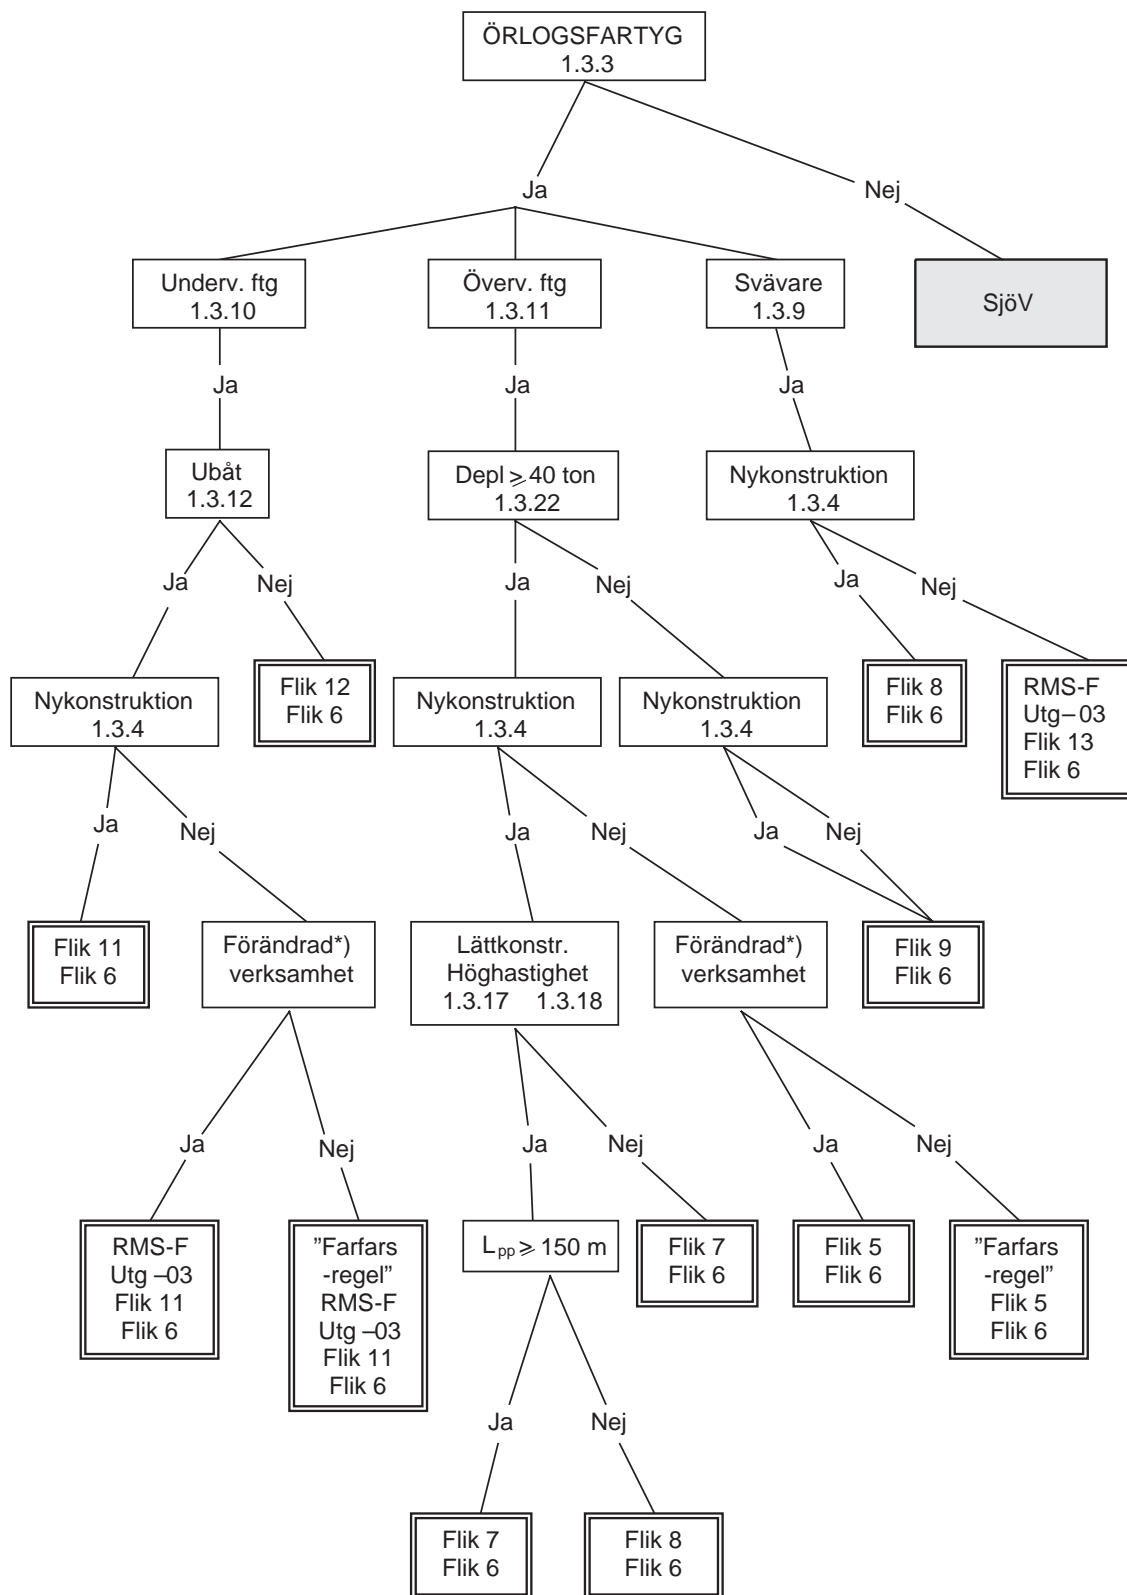 ÖRLOGSFARTYG
1.3.3
Ja
Nej
Underv. ftg
1.3.10
Överv. ftg
1.3.11
Svävare
1.3.9
SjöV
Ja
Ja
Ja
Ubåt
1.3.12
Depl ⩾ 40 ton
1.3.22
Nykonstruktion
1.3.4
Ja
Nej
Ja
Nej
Ja
Nej
Nykonstruktion
1.3.4
Flik 12
Flik 6
Nykonstruktion
1.3.4
Nykonstruktion
1.3.4
Flik 8
Flik 6
RMS-F
Utg–03
Flik 13
Flik 6
Ja
Nej
Ja
Nej
Ja
Nej
Flik 11
Flik 6
Förändrad*)
verksamhet
Lättkonstr.
Höghastighet
1.3.17 1.3.18
Förändrad*)
verksamhet
Flik 9
Flik 6
Ja
Nej
Ja
Nej
Ja
Nej
RMS-F
Utg –03
Flik 11
Flik 6
”Farfars
-regel”
RMS-F
Utg –03
Flik 11
Flik 6
Lpp ⩾ 150 m
Flik 7
Flik 6
Flik 5
Flik 6
”Farfars
-regel”
Flik 5
Flik 6
Ja
Nej
Flik 7
Flik 6
Flik 8
Flik 6